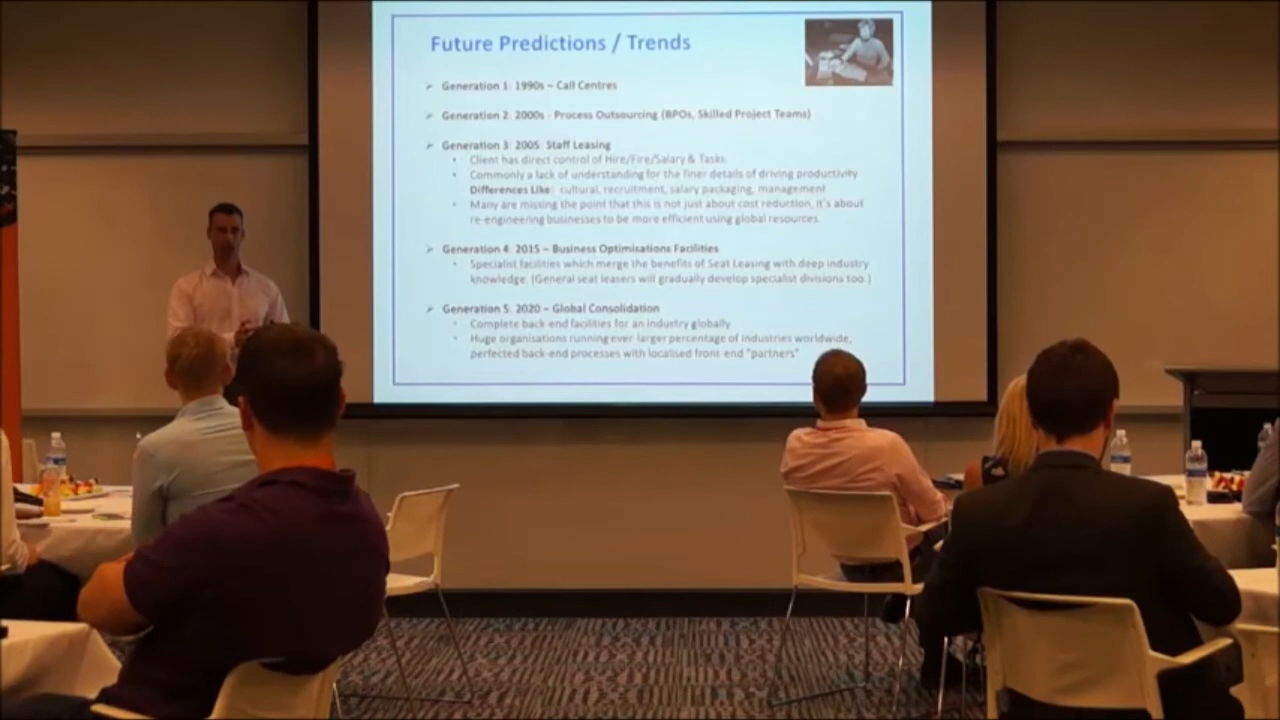 Future Predictions / Trends
➢ Generation 1: 1990s – Call Centres
➢ Generation 2: 2000s - Process Outsourcing (BPOs, Skilled Project Teams)
➢ Generation 3: 2005: Staff Leasing
• Client has direct control of Hire/Fire/Salary & Tasks.
• Commonly a lack of understanding for the finer details of driving productivity
Differences Like: cultural, recruitment, salary packaging, management
• Many are missing the point that this is not just about cost reduction, it's about
re-engineering businesses to be more efficient using global resources.
➢ Generation 4: 2015 – Business Optimisations Facilities
• Specialist facilities which merge the benefits of Seat Leasing with deep industry
knowledge. (General seat leasers will gradually develop specialist divisions too.)
➢ Generation 5: 2020 – Global Consolidation
• Complete back-end facilities for an industry globally
• Huge organisations running ever larger percentage of industries worldwide,
perfected back-end processes with localised front-end "partners"